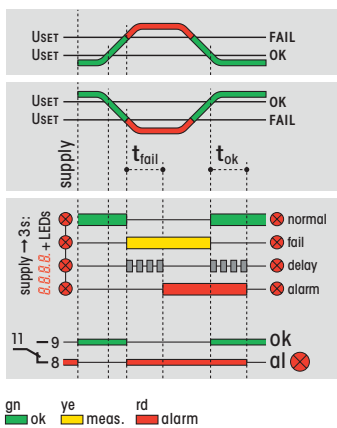 USET FAIL
USET OK
USET OK
USET FAIL
supply
tfail tok
supply → 3s:
8.8.8.8. + LEDs
normal
fail
delay
alarm
11
9 ok
8 al
gn ye rd
ok meas. alarm